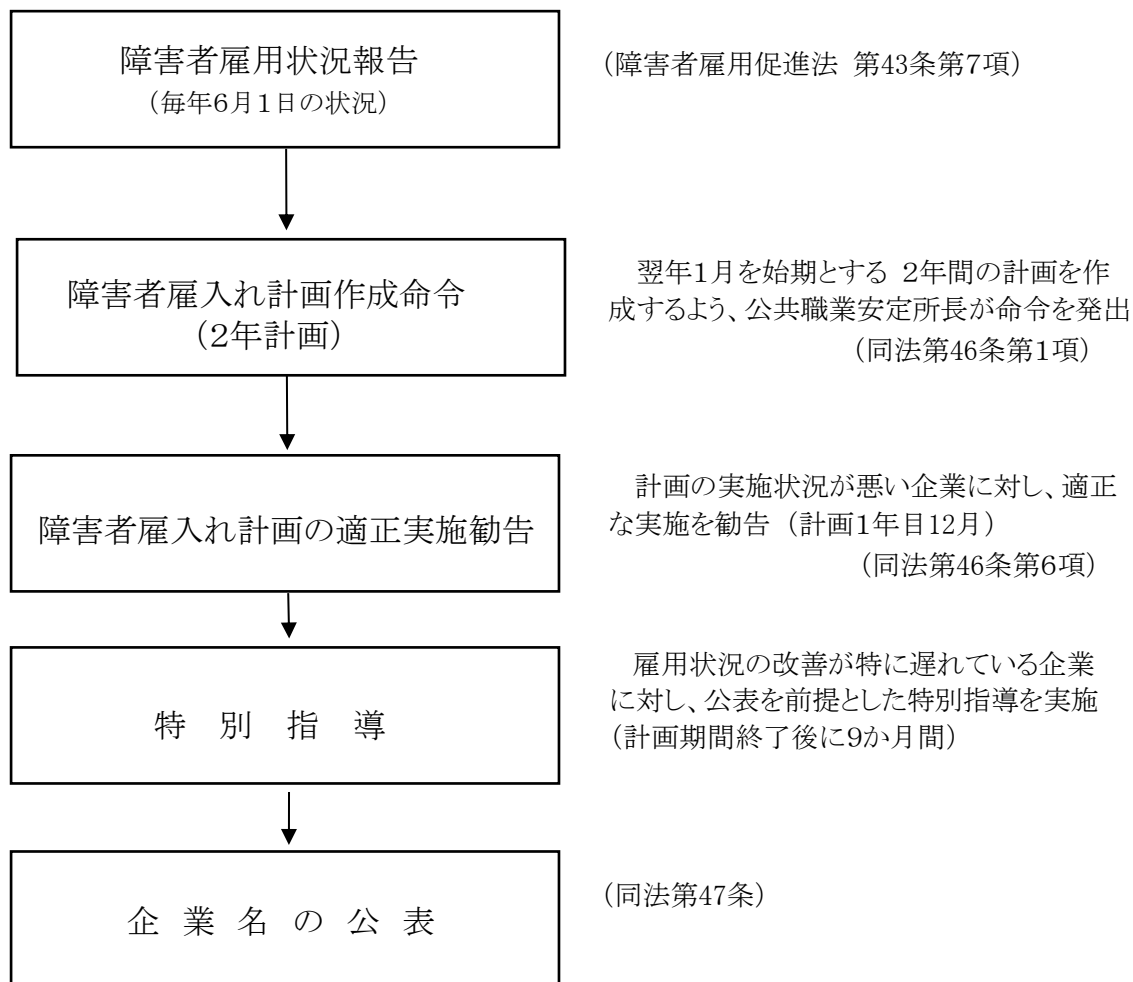 障害者雇用状況報告
（毎年６月１日の状況）
（障害者雇用促進法 第43条第７項）
障害者雇入れ計画作成命令
（２年計画）
翌年１月を始期とする ２年間の計画を作
成するよう、公共職業安定所長が命令を発出
（同法第46条第１項）
障害者雇入れ計画の適正実施勧告
計画の実施状況が悪い企業に対し、適正
な実施を勧告（計画１年目12月）
（同法第46条第６項）
特 別 指 導
雇用状況の改善が特に遅れている企業
に対し、公表を前提とした特別指導を実施
（計画期間終了後に９か月間）
企 業 名 の 公 表
（同法第47条）